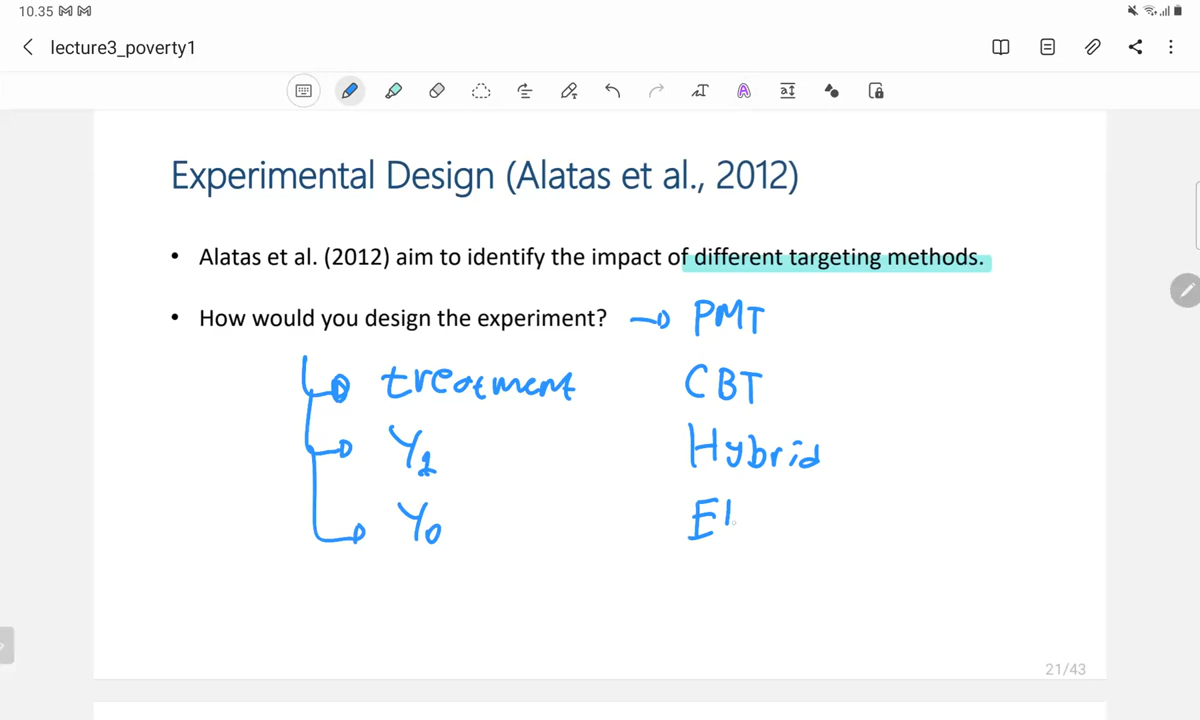 10.35
lecture3_poverty1
Experimental Design (Alatas et al., 2012)
• Alatas et al. (2012) aim to identify the impact of different targeting methods.
• How would you design the experiment? → PMT
treatment CBT
Y1 Hybrid
Y0
21/43